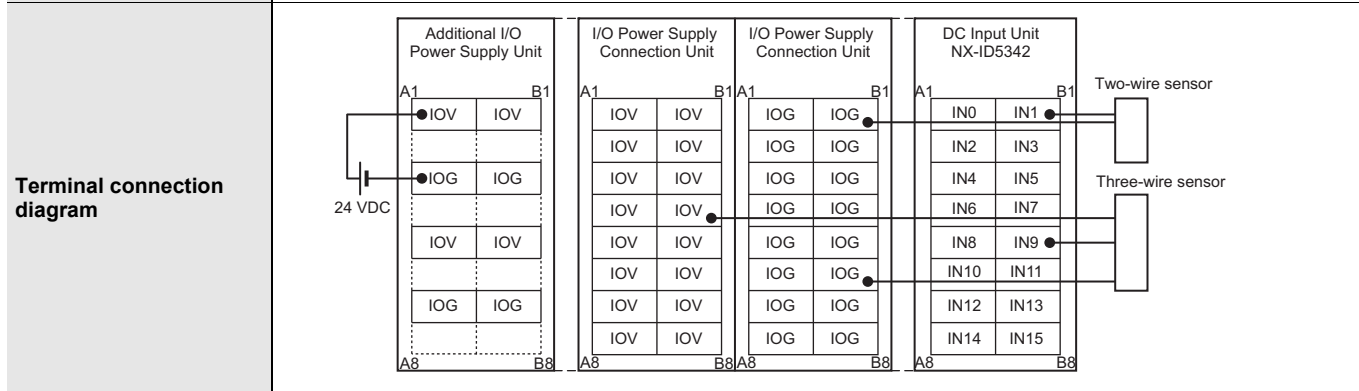 Terminal connection
diagram
24 VDC
Additional I/O
Power Supply Unit
A1 B1
IOV IOV
IOG IOG
IOV IOV
IOG IOG
A8 B8
I/O Power Supply
Connection Unit
A1 B1
IOV IOV
IOV IOV
IOV IOV
IOV IOV
IOV IOV
IOV IOV
IOV IOV
IOV IOV
A8 B8
I/O Power Supply
Connection Unit
A1 B1
IOG IOG
IOG IOG
IOG IOG
IOG IOG
IOG IOG
IOG IOG
IOG IOG
IOG IOG
A8 B8
DC Input Unit
NX-ID5342
A1 B1
IN0 IN1
IN2 IN3
IN4 IN5
IN6 IN7
IN8 IN9
IN10 IN11
IN12 IN13
IN14 IN15
A8 B8
Two-wire sensor
Three-wire sensor